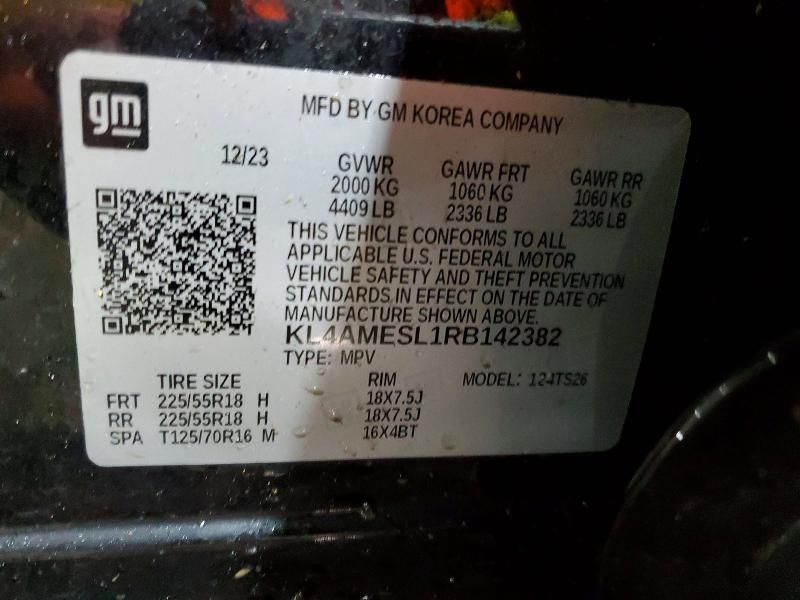 gm
MFD BY GM KOREA COMPANY
12/23 GVWR GAWR FRT GAWR RR
2000 KG 1060 KG 1060 KG
4409 LB 2336 LB 2336 LB
THIS VEHICLE CONFORMS TO ALL
APPLICABLE U.S. FEDERAL MOTOR
VEHICLE SAFETY AND THEFT PREVENTION
STANDARDS IN EFFECT ON THE DATE OF
MANUFACTURE SHOWN ABOVE.
KL4AMESL1RB142382
TYPE: MPV
TIRE SIZE RIM MODEL: 124TS26
FRT 225/55R18 H 18X7.5J
RR 225/55R18 H 18X7.5J
SPA T125/70R16 M 16X4BT